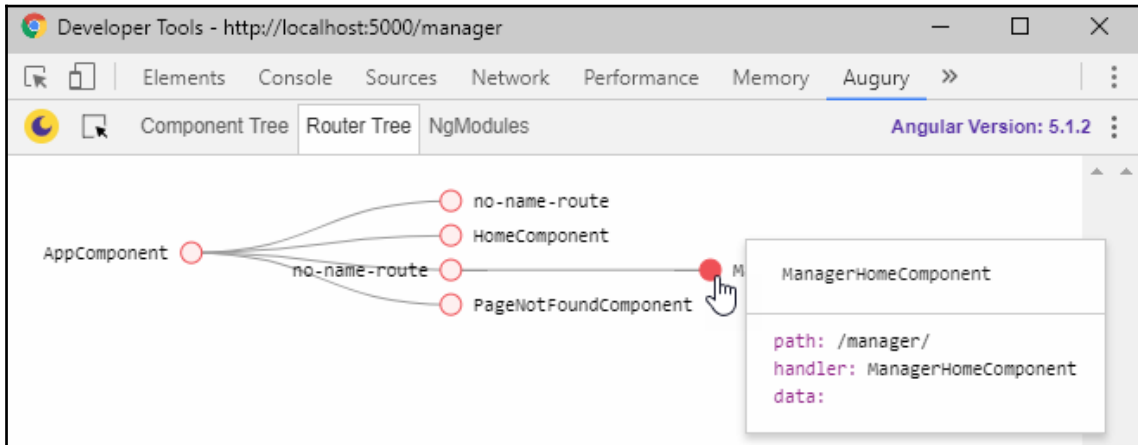 Developer Tools - http://localhost:5000/manager
Elements Console Sources Network Performance Memory Augury »
Component Tree Router Tree NgModules Angular Version: 5.1.2
no-name-route
HomeComponent
AppComponent
no-name-route M
PageNotFoundComponent
ManagerHomeComponent
path: /manager/
handler: ManagerHomeComponent
data: